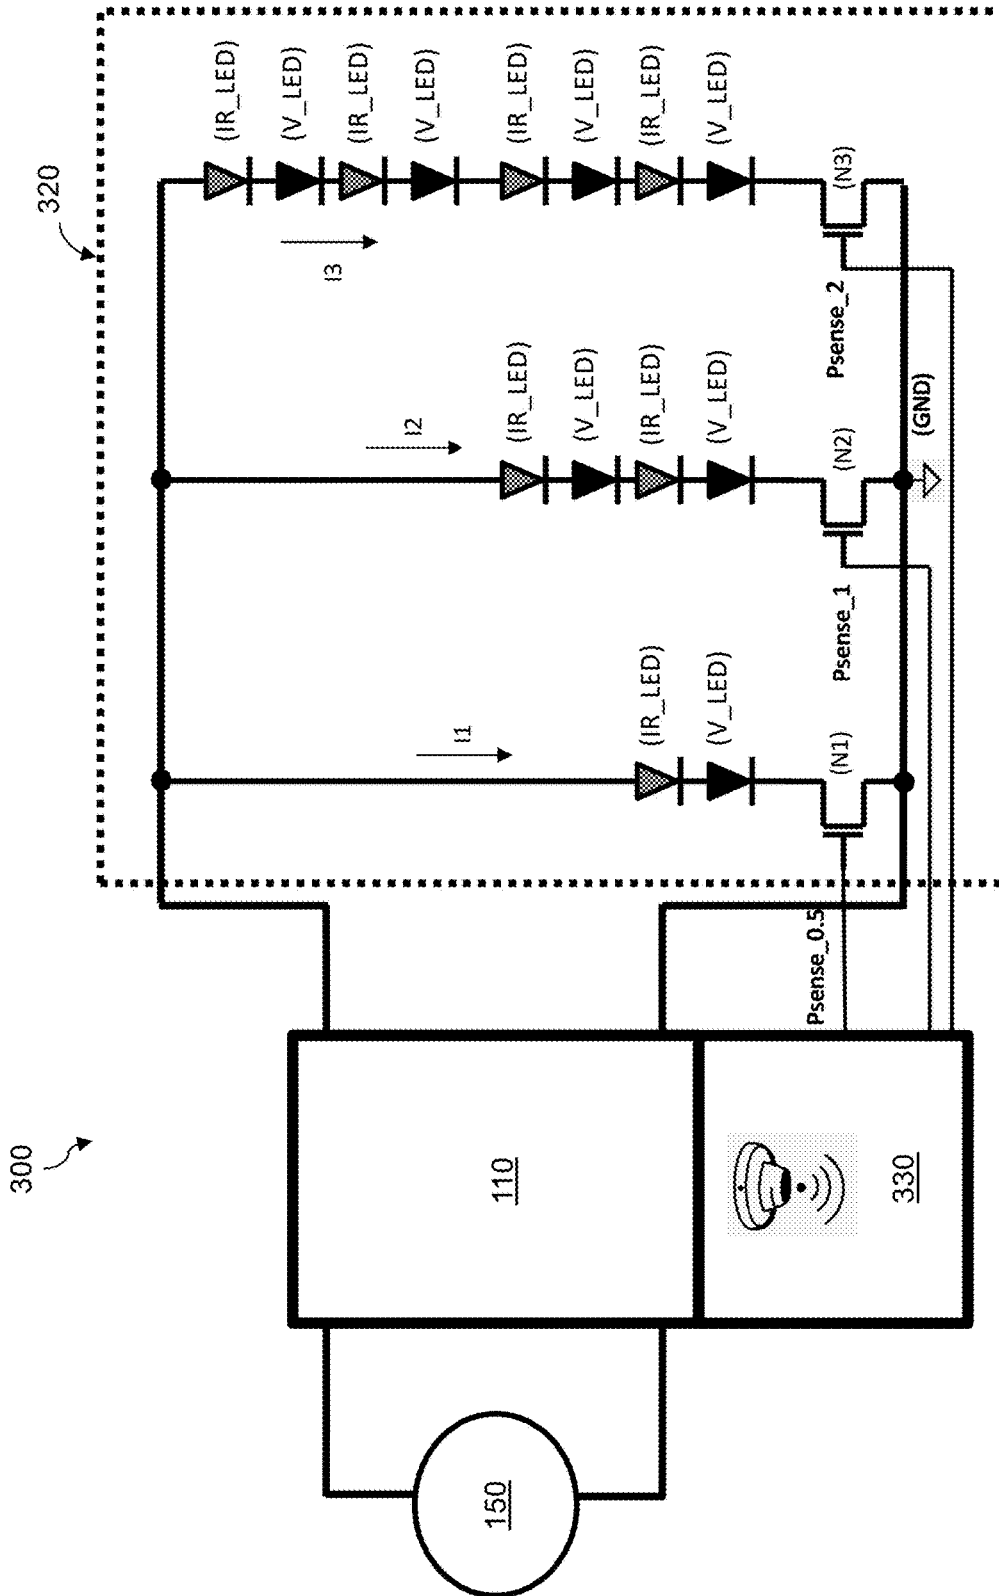 300
320
(IR_LED)
(V_LED)
(IR_LED)
(V_LED)
(IR_LED)
(V_LED)
(IR_LED)
(V_LED)
I3
(N3)
Psense_2
I2
(IR_LED)
(V_LED)
(IR_LED)
(V_LED)
(N2)
(GND)
Psense_1
I1
(IR_LED)
(V_LED)
(N1)
Psense_0.5
110
330
150